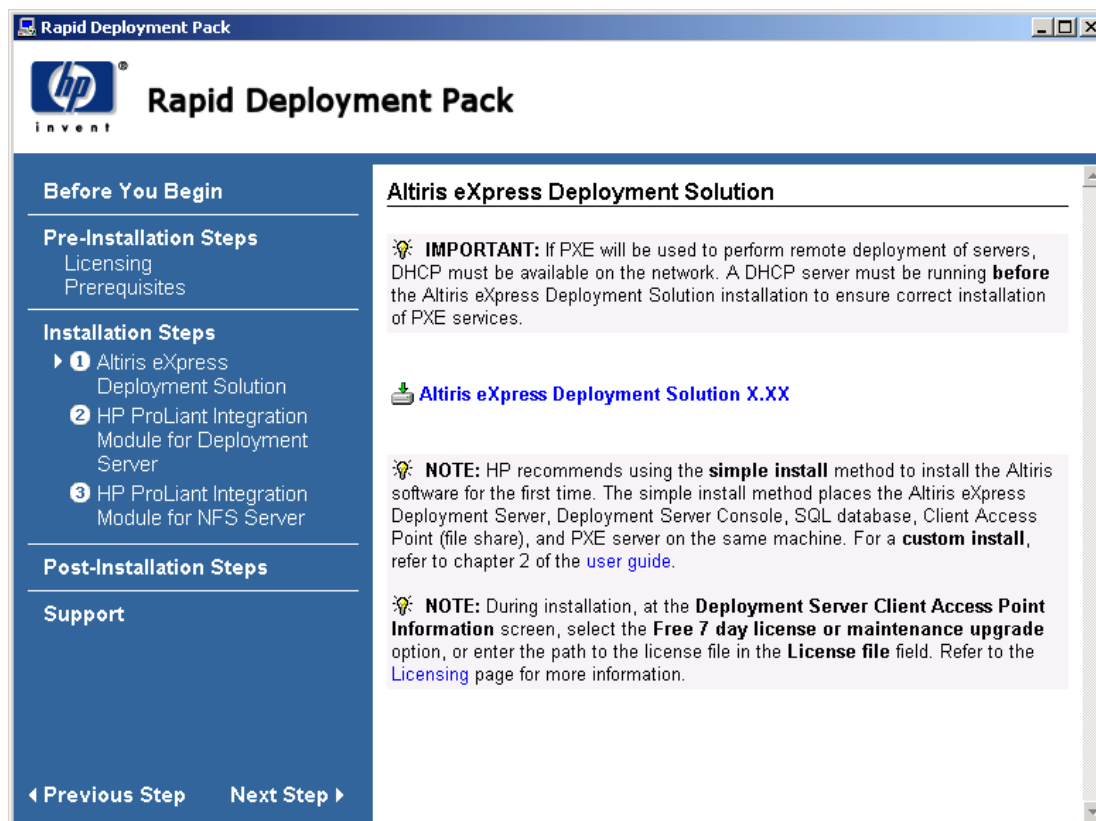 Rapid Deployment Pack
hp
®
invent
Rapid Deployment Pack
Before You Begin
Pre-Installation Steps
Licensing
Prerequisites
Installation Steps
1 Altiris eXpress
Deployment Solution
2 HP ProLiant Integration
Module for Deployment
Server
3 HP ProLiant Integration
Module for NFS Server
Post-Installation Steps
Support
Previous Step
Next Step
Altiris eXpress Deployment Solution
IMPORTANT: If PXE will be used to perform remote deployment of servers,
DHCP must be available on the network. A DHCP server must be running before
the Altiris eXpress Deployment Solution installation to ensure correct installation
of PXE services.
Altiris eXpress Deployment Solution X.XX
NOTE: HP recommends using the simple install method to install the Altiris
software for the first time. The simple install method places the Altiris eXpress
Deployment Server, Deployment Server Console, SQL database, Client Access
Point (file share), and PXE server on the same machine. For a custom install,
refer to chapter 2 of the user guide.
NOTE: During installation, at the Deployment Server Client Access Point
Information screen, select the Free 7 day license or maintenance upgrade
option, or enter the path to the license file in the License file field. Refer to the
Licensing page for more information.